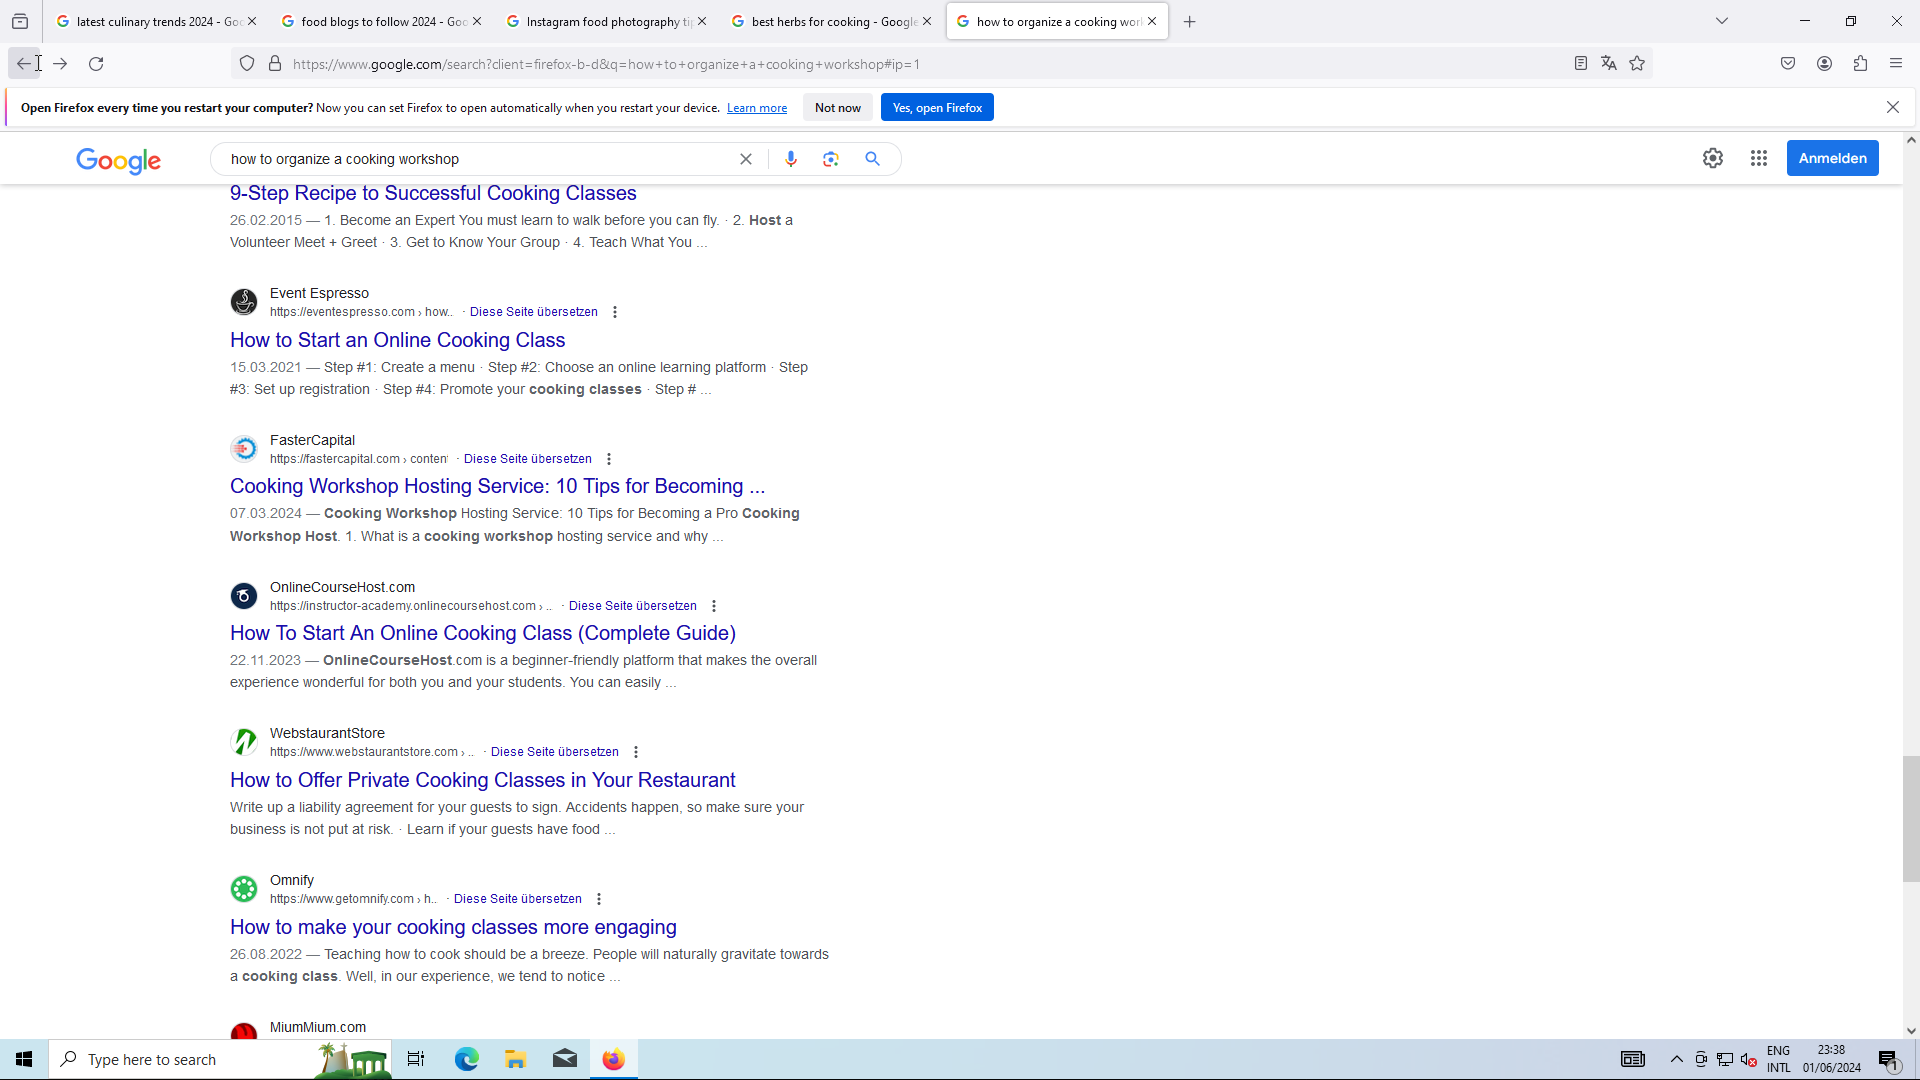 latest culinary trends 2024 - Goo
food blogs to follow 2024 - Goo
Instagram food photography ti
best herbs for cooking - Google
how to organize a cooking wor
https://www.google.com/search?client=firefox-b-d&q=how+to+organize+a+cooking+workshop#ip=1
Open Firefox every time you restart your computer? Now you can set Firefox to open automatically when you restart your device. Learn more
Not now
Yes, open Firefox
Google
how to organize a cooking workshop
Anmelden
9-Step Recipe to Successful Cooking Classes
26.02.2015 — 1. Become an Expert You must learn to walk before you can fly. · 2. Host a
Volunteer Meet + Greet · 3. Get to Know Your Group · 4. Teach What You ...
Event Espresso
https://eventespresso.com › how.. · Diese Seite übersetzen
How to Start an Online Cooking Class
15.03.2021 — Step #1: Create a menu · Step #2: Choose an online learning platform · Step
#3: Set up registration · Step #4: Promote your cooking classes · Step # ...
FasterCapital
https://fastercapital.com › content · Diese Seite übersetzen
Cooking Workshop Hosting Service: 10 Tips for Becoming ...
07.03.2024 — Cooking Workshop Hosting Service: 10 Tips for Becoming a Pro Cooking
Workshop Host. 1. What is a cooking workshop hosting service and why ...
OnlineCourseHost.com
https://instructor-academy.onlinecoursehost.com › .. · Diese Seite übersetzen
How To Start An Online Cooking Class (Complete Guide)
22.11.2023 — OnlineCourseHost.com is a beginner-friendly platform that makes the overall
experience wonderful for both you and your students. You can easily ...
WebstaurantStore
https://www.webstaurantstore.com › .. · Diese Seite übersetzen
How to Offer Private Cooking Classes in Your Restaurant
Write up a liability agreement for your guests to sign. Accidents happen, so make sure your
business is not put at risk. · Learn if your guests have food ...
Omnify
https://www.getomnify.com › h.. · Diese Seite übersetzen
How to make your cooking classes more engaging
26.08.2022 — Teaching how to cook should be a breeze. People will naturally gravitate towards
a cooking class. Well, in our experience, we tend to notice ...
MiumMium.com
Type here to search
ENG
INTL
23:38
01/06/2024
1